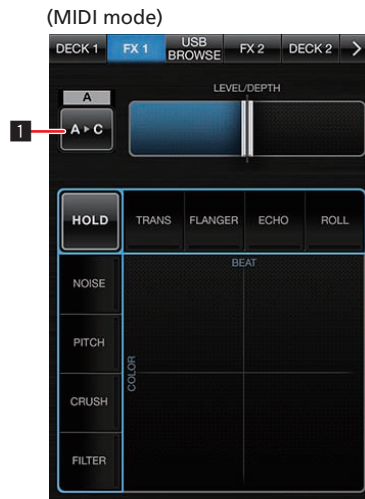 (MIDI mode)
DECK 1 FX 1 USB BROWSE FX 2 DECK 2 >
LEVEL/DEPTH
A
1
A▸C
HOLD TRANS FLANGER ECHO ROLL
BEAT
NOISE
PITCH
COLOR
CRUSH
FILTER